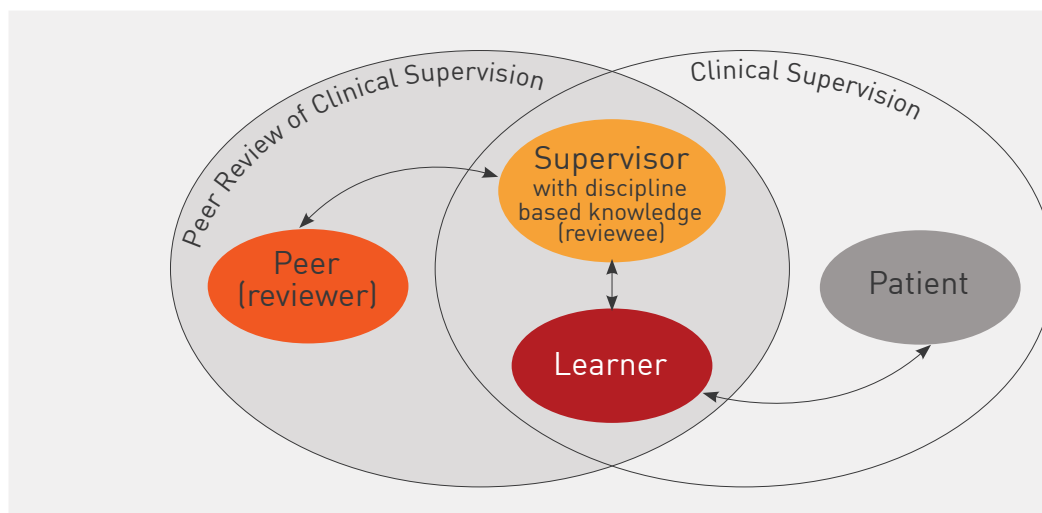 Peer Review of Clinical Supervision
Clinical Supervision
Supervisor
with discipline
based knowledge
(reviewee)
Peer
(reviewer)
Patient
Learner